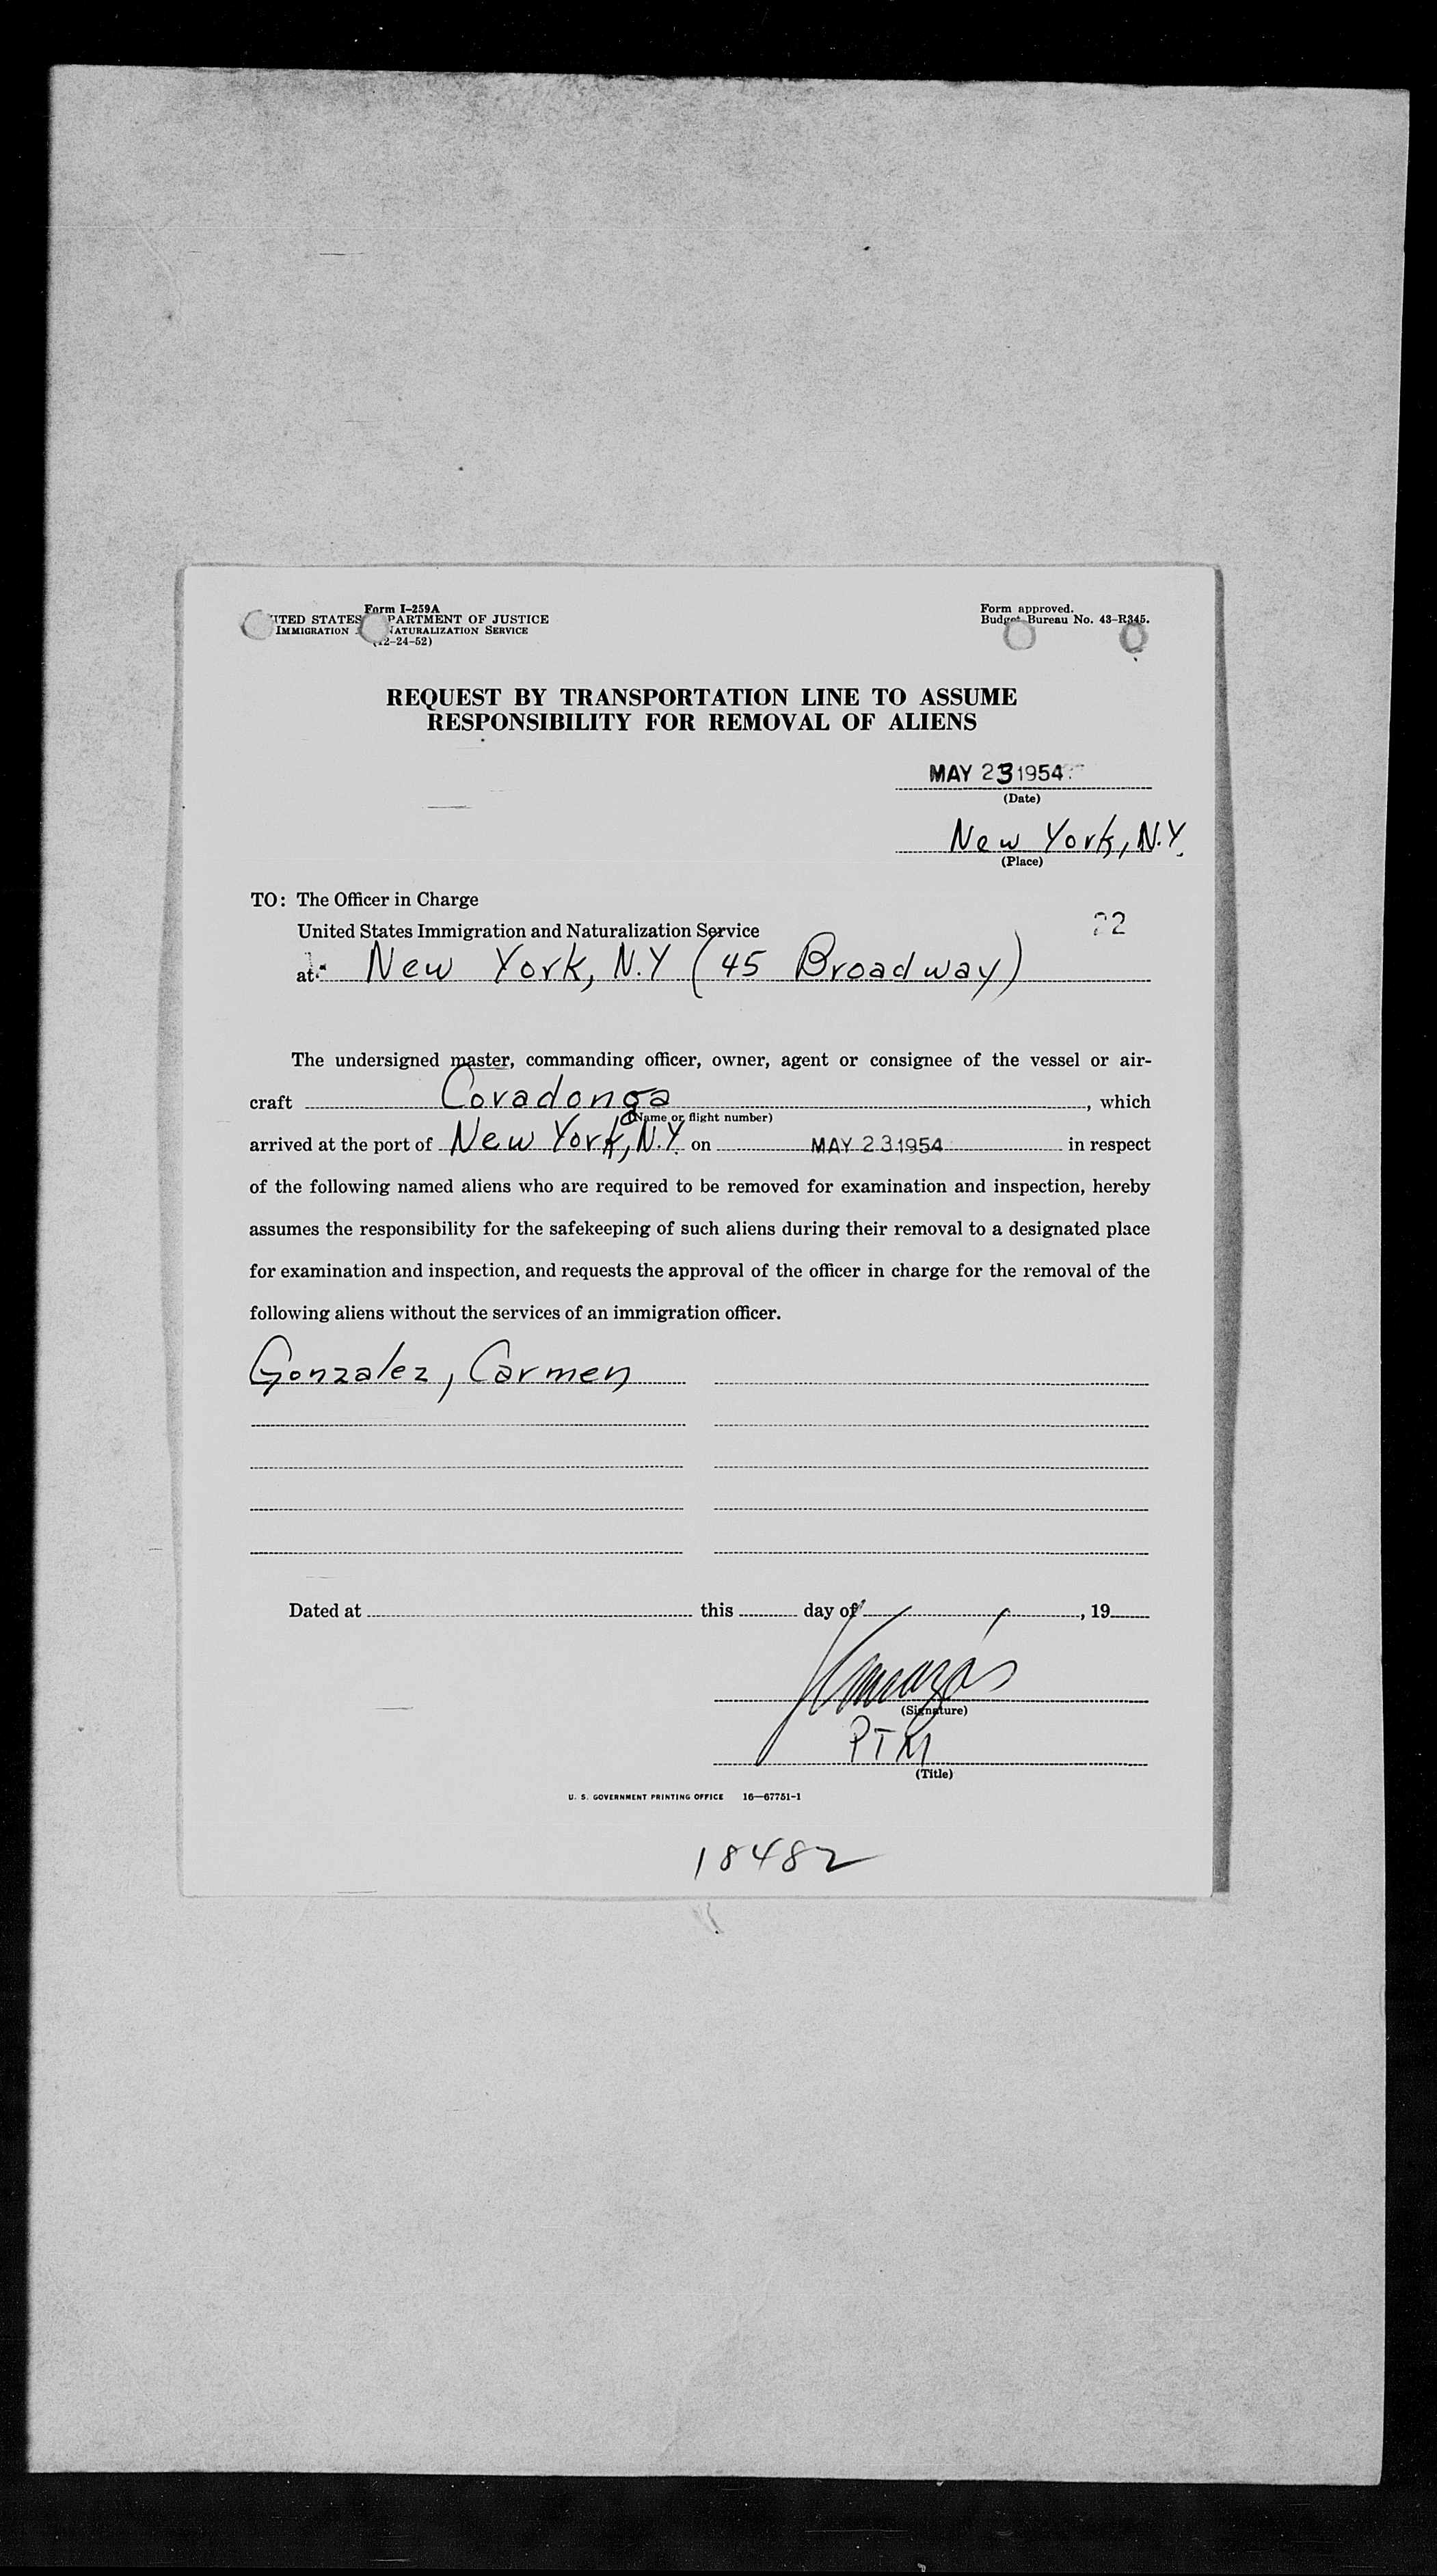 Form I-259A
ITED STATES PARTMENT OF JUSTICE
IMMIGRATION NATURALIZATION SERVICE
(12-24-52)
Form approved.
Budget Bureau No. 43-R345.
REQUEST BY TRANSPORTATION LINE TO ASSUME
RESPONSIBILITY FOR REMOVAL OF ALIENS
MAY 23 1954
(Date)
New York, N.Y.
(Place)
TO: The Officer in Charge
United States Immigration and Naturalization Service
22
at New York, N.Y (45 Broadway)
The undersigned master, commanding officer, owner, agent or consignee of the vessel or air-
craft Covadonga, which
(Name or flight number)
arrived at the port of New York, N.Y. on MAY 23 1954 in respect
of the following named aliens who are required to be removed for examination and inspection, hereby
assumes the responsibility for the safekeeping of such aliens during their removal to a designated place
for examination and inspection, and requests the approval of the officer in charge for the removal of the
following aliens without the services of an immigration officer.
Gonzalez, Carmen
Dated at this day of , 19
(Signature)
(Title)
U. S. GOVERNMENT PRINTING OFFICE 16—67751-1
18482